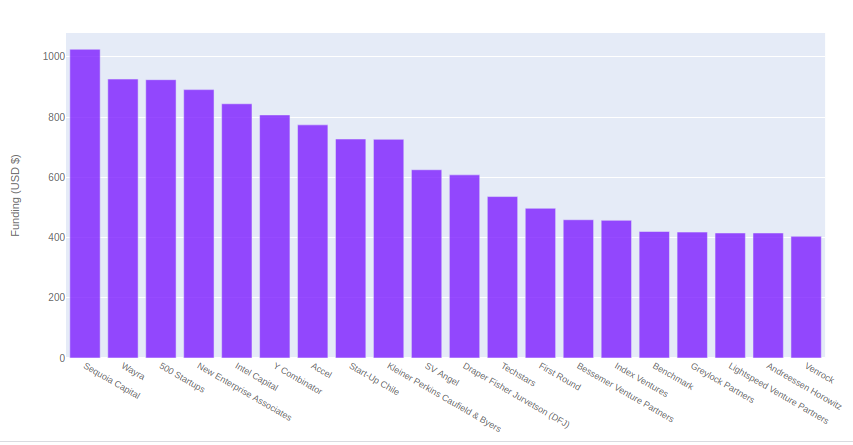 Funding (USD $)
1000
800
600
400
200
0
Sequoia Capital
Wayra
500 Startups
New Enterprise Associates
Intel Capital
Y Combinator
Accel
Start-Up Chile
Kleiner Perkins Caufield & Byers
SV Angel
Draper Fisher Jurvetson (DFJ)
Techstars
First Round
Bessemer Venture Partners
Index Ventures
Benchmark
Greylock Partners
Lightspeed Venture Partners
Andreessen Horowitz
Venrock